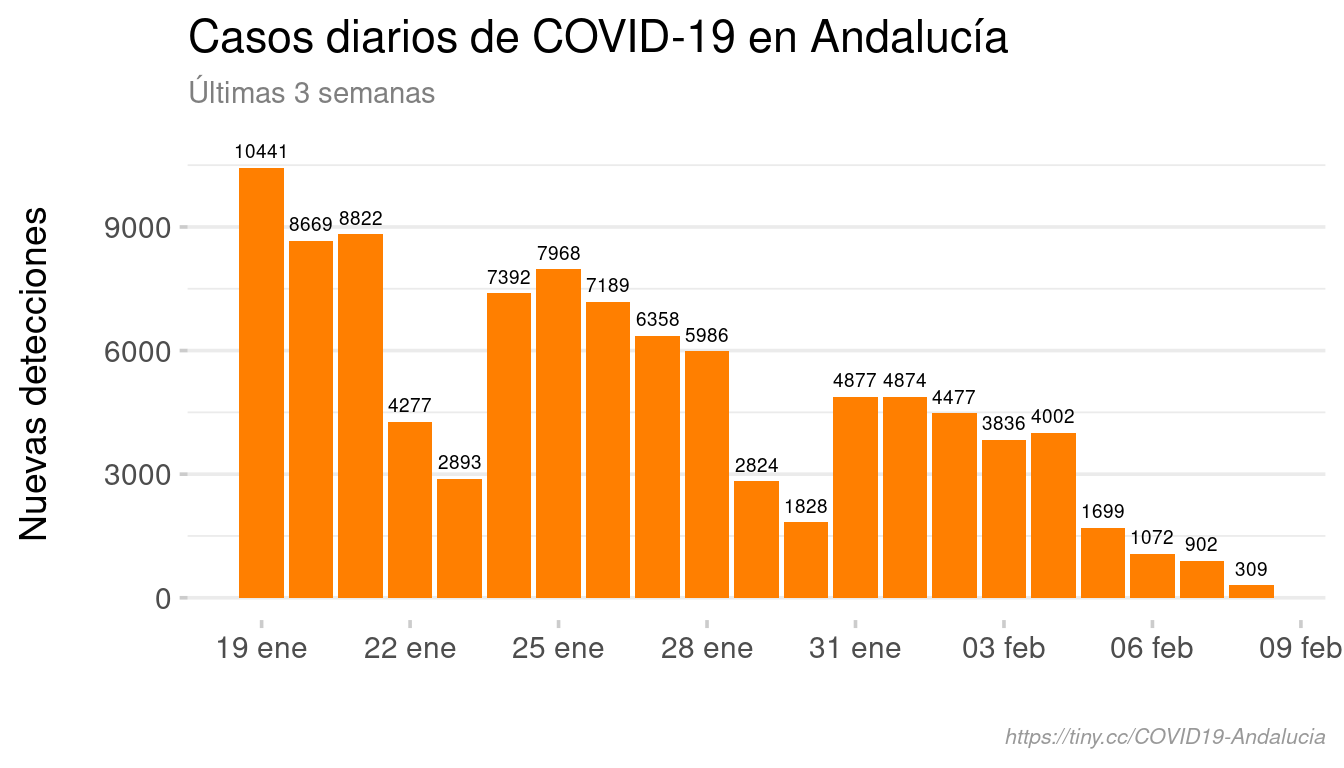 Casos diarios de COVID-19 en Andalucía
Últimas 3 semanas
Nuevas detecciones
9000
6000
3000
0
10441
8669
8822
4277
2893
7392
7968
7189
6358
5986
2824
1828
4877
4874
4477
3836
4002
1699
1072
902
309
19 ene
22 ene
25 ene
28 ene
31 ene
03 feb
06 feb
09 feb
https://tiny.cc/COVID19-Andalucia